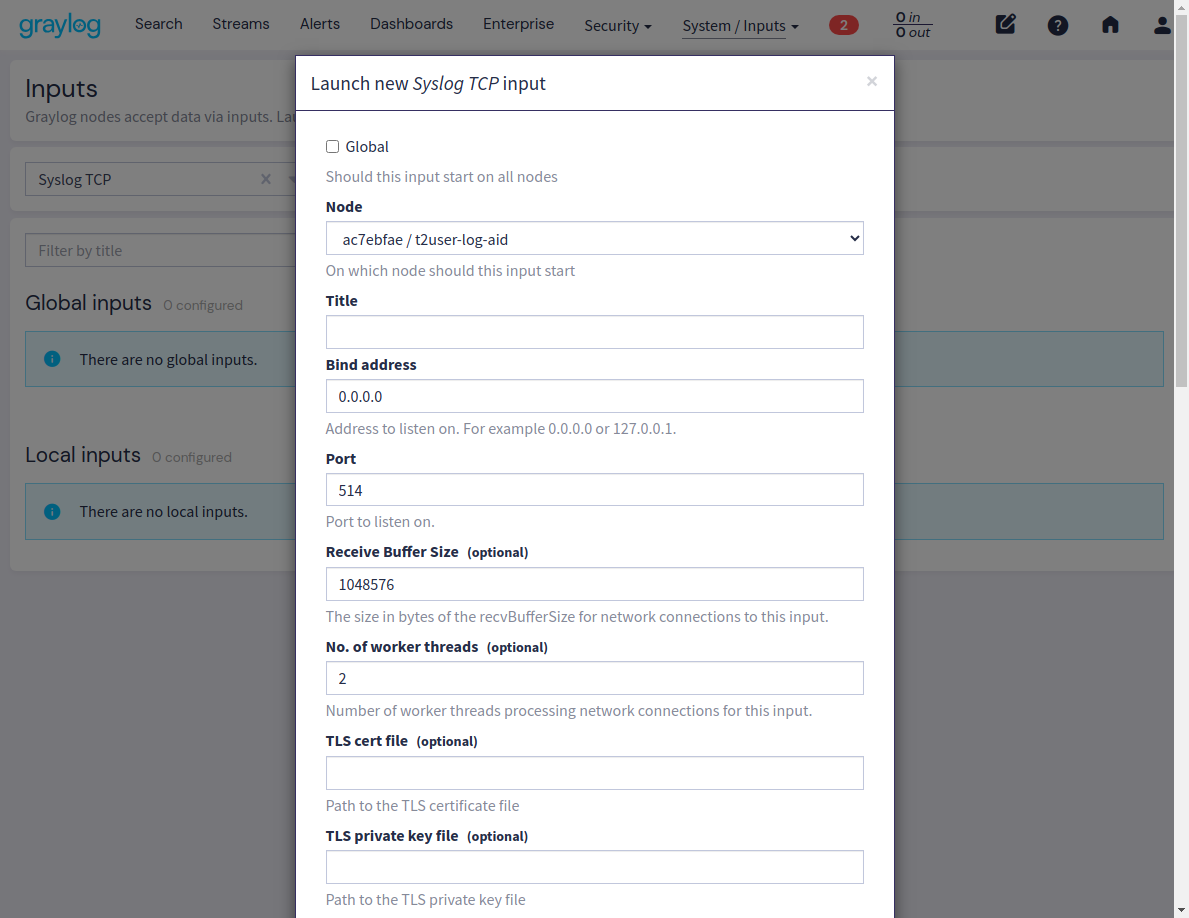 graylog Search Streams Alerts Dashboards Enterprise Security System / Inputs 2 0 in
0 out
Inputs
Graylog nodes accept data via inputs.
Syslog TCP
Filter by title
Global inputs 0 configured
There are no global inputs.
Local inputs 0 configured
There are no local inputs.
Launch new Syslog TCP input ×
Global
Should this input start on all nodes
Node
ac7ebfae / t2user-log-aid
On which node should this input start
Title
Bind address
0.0.0.0
Address to listen on. For example 0.0.0.0 or 127.0.0.1.
Port
514
Port to listen on.
Receive Buffer Size (optional)
1048576
The size in bytes of the recvBufferSize for network connections to this input.
No. of worker threads (optional)
2
Number of worker threads processing network connections for this input.
TLS cert file (optional)
Path to the TLS certificate file
TLS private key file (optional)
Path to the TLS private key file